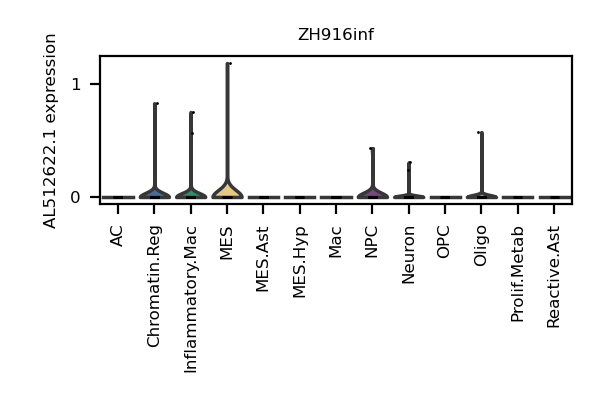 ZH916inf
AL512622.1 expression
1
0
AC
Chromatin.Reg
Inflammatory.Mac
MES
MES.Ast
MES.Hyp
Mac
NPC
Neuron
OPC
Oligo
Prolif.Metab
Reactive.Ast